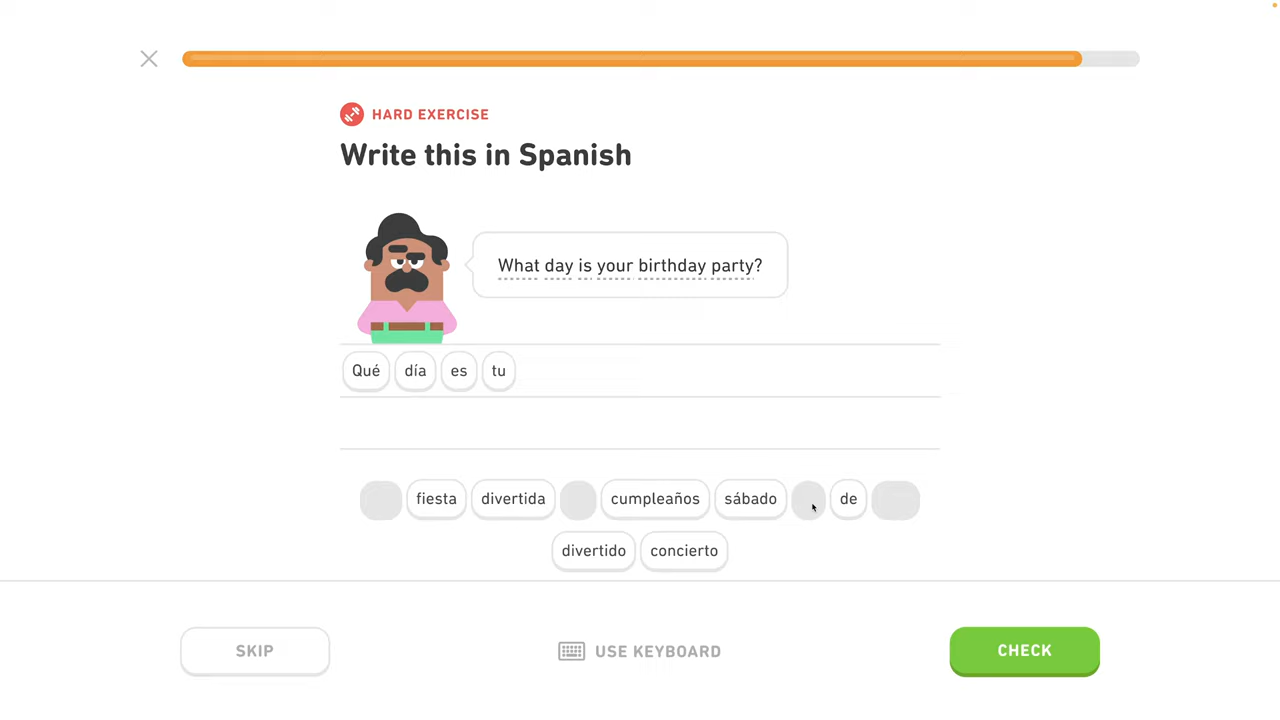 HARD EXERCISE
Write this in Spanish
What day is your birthday party?
Qué día es tu
fiesta divertida cumpleaños sábado de
divertido concierto
SKIP USE KEYBOARD CHECK